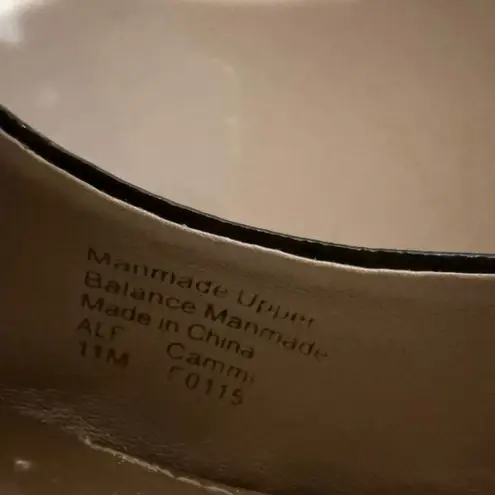 Manmade Upper
Balance Manmade
Made in China
ALF Cammi
11M F0115